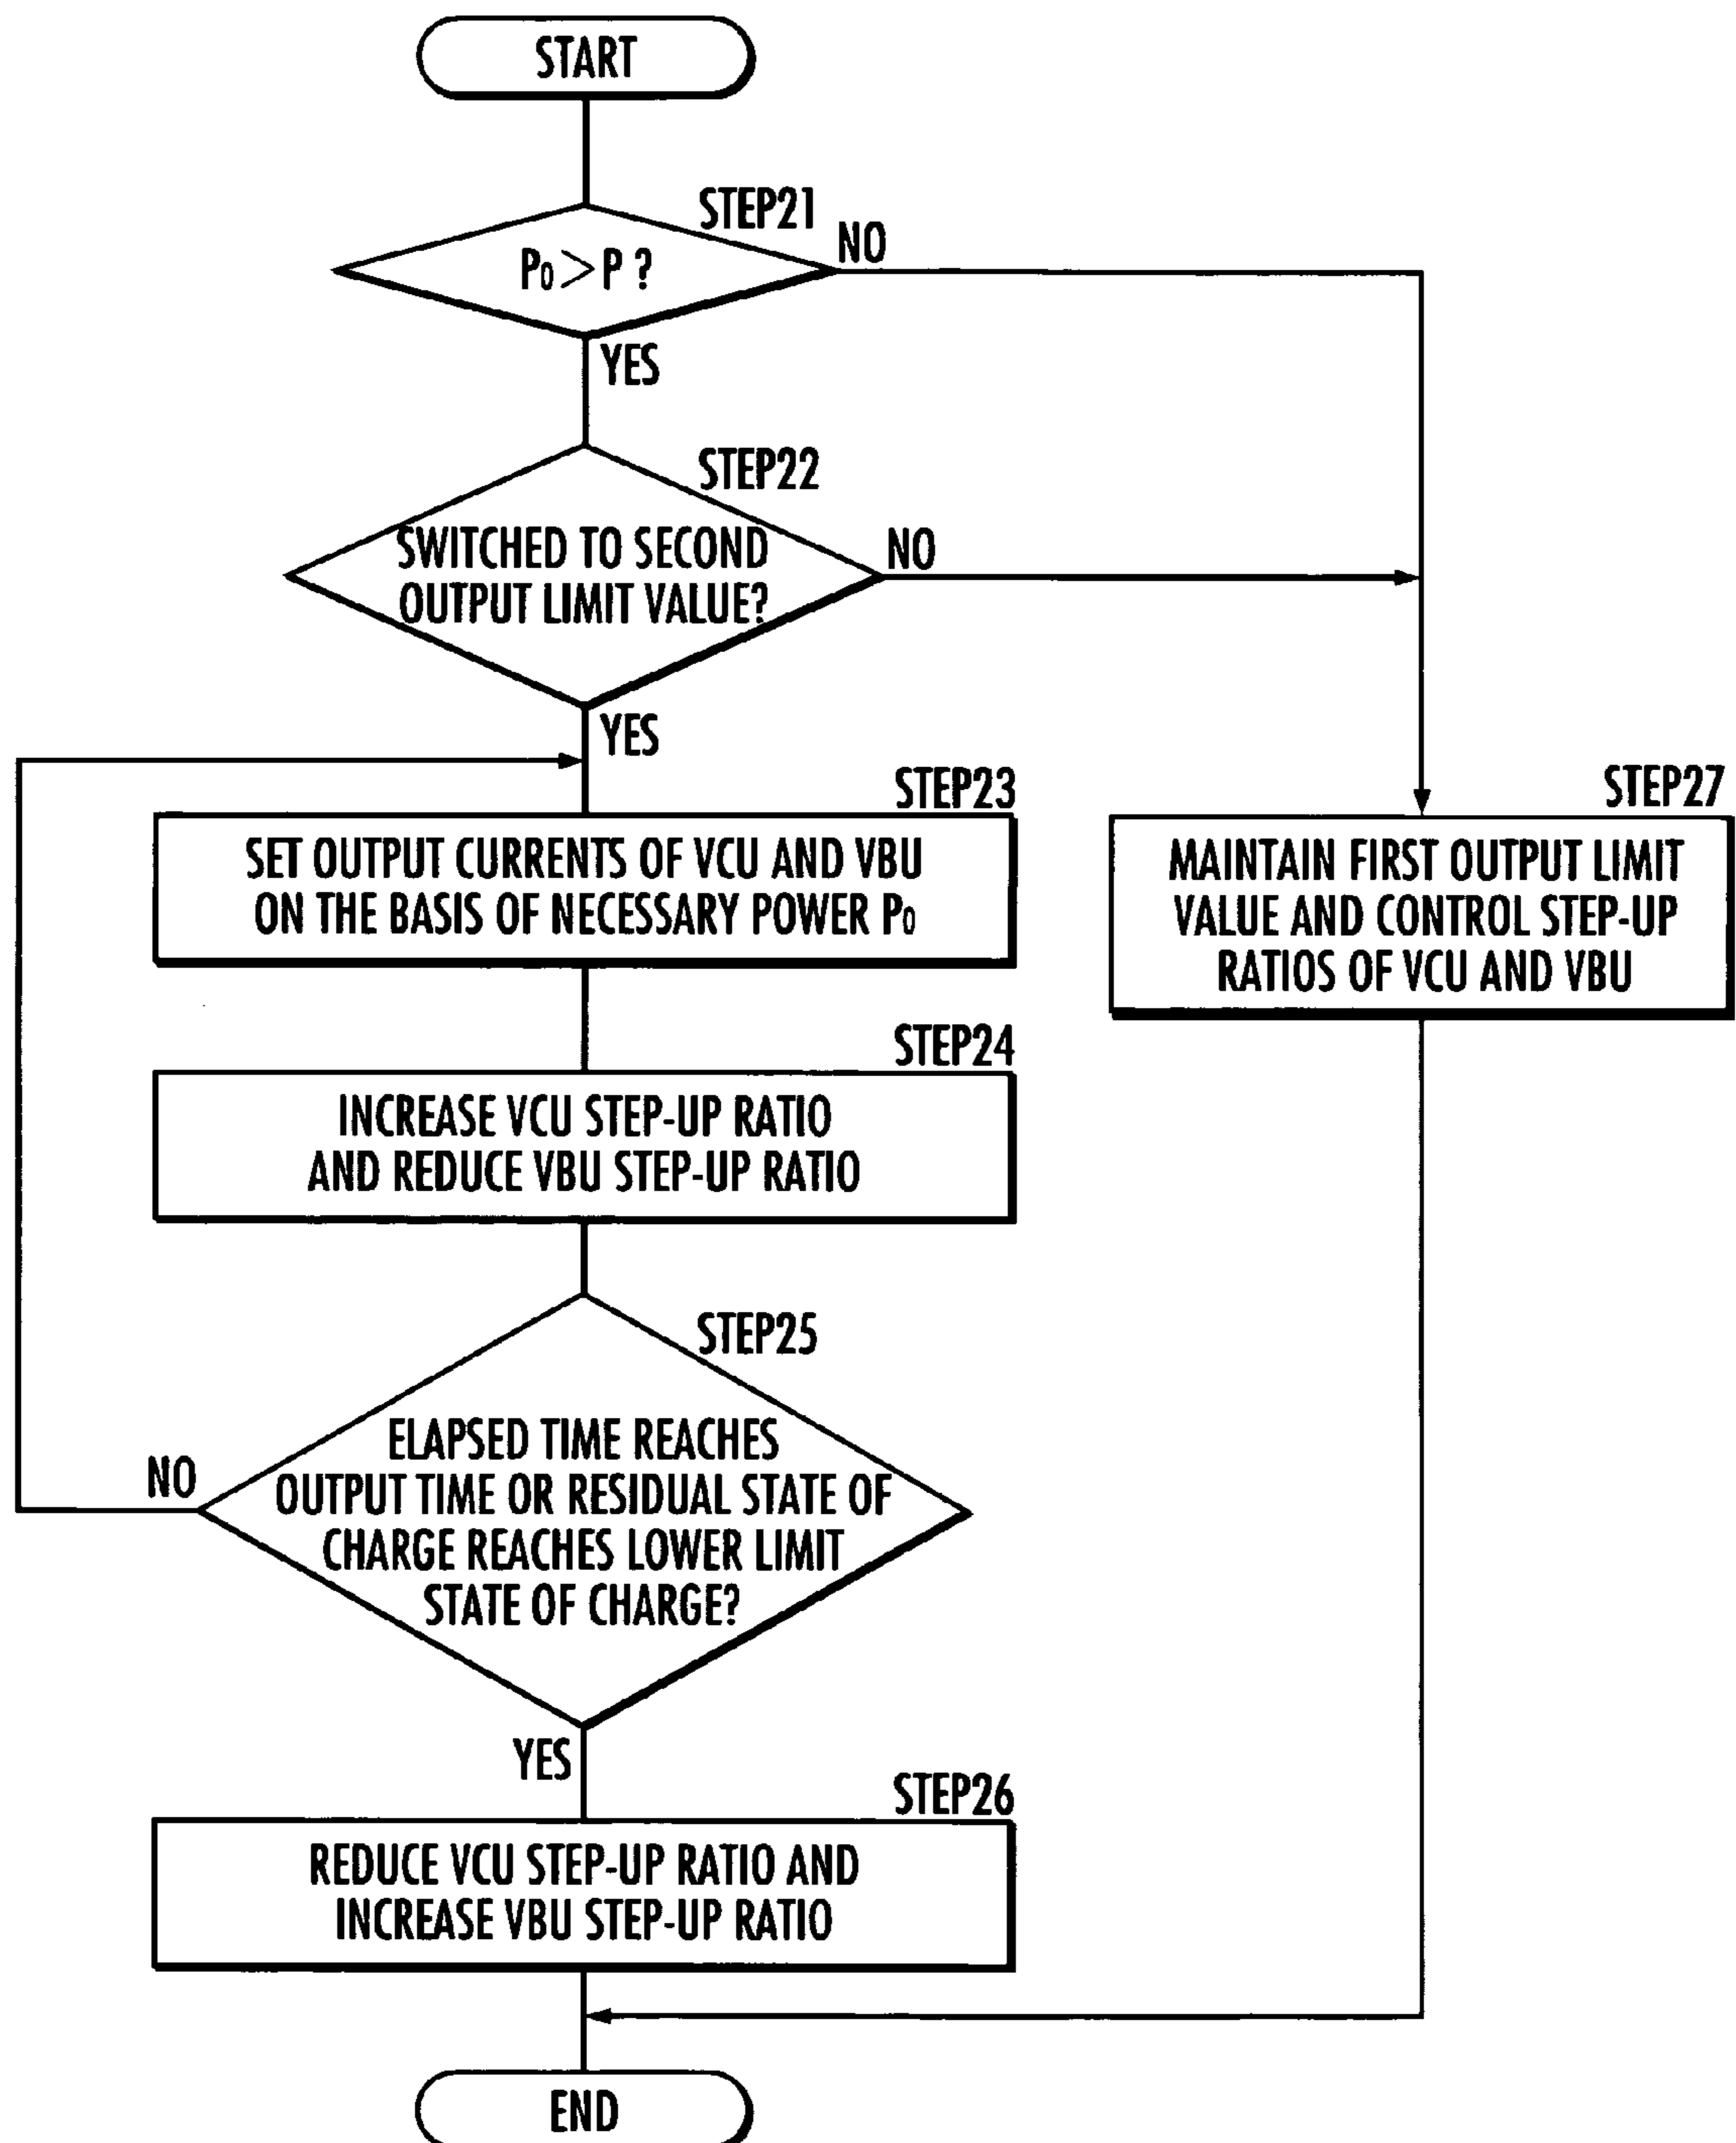 START
STEP21
P₀ > P ?
NO
YES
STEP22
SWITCHED TO SECOND
OUTPUT LIMIT VALUE?
NO
YES
STEP23
SET OUTPUT CURRENTS OF VCU AND VBU
ON THE BASIS OF NECESSARY POWER P₀
STEP27
MAINTAIN FIRST OUTPUT LIMIT
VALUE AND CONTROL STEP-UP
RATIOS OF VCU AND VBU
STEP24
INCREASE VCU STEP-UP RATIO
AND REDUCE VBU STEP-UP RATIO
STEP25
ELAPSED TIME REACHES
OUTPUT TIME OR RESIDUAL STATE OF
CHARGE REACHES LOWER LIMIT
STATE OF CHARGE?
NO
YES
STEP26
REDUCE VCU STEP-UP RATIO AND
INCREASE VBU STEP-UP RATIO
END